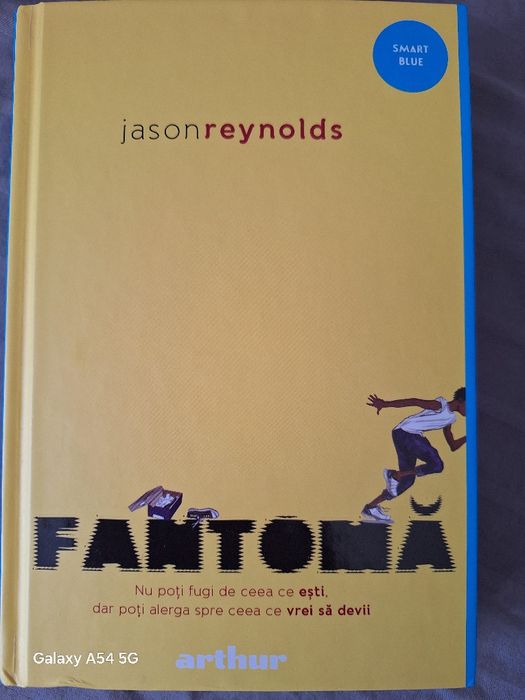 SMART
BLUE
jasonreynolds
FANTOMĂ
Nu poți fugi de ceea ce ești,
dar poți alerga spre ceea ce vrei să devii
arthur
Galaxy A54 5G